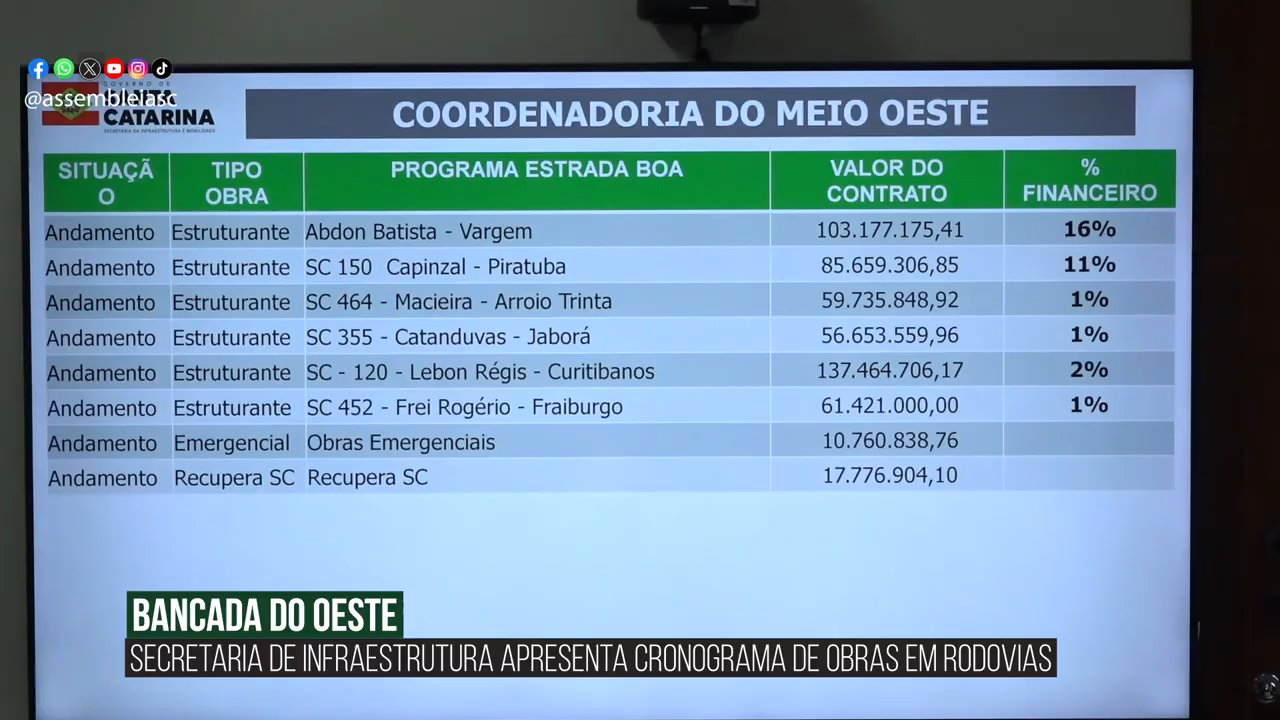 @assembleiasc
GOVERNO DE
SANTA
CATARINA
SECRETARIA DA INFRAESTRUTURA E MOBILIDADE
COORDENADORIA DO MEIO OESTE
SITUAÇÃ
O
TIPO
OBRA
PROGRAMA ESTRADA BOA
VALOR DO
CONTRATO
%
FINANCEIRO
Andamento Estruturante Abdon Batista - Vargem 103.177.175,41 16%
Andamento Estruturante SC 150 Capinzal - Piratuba 85.659.306,85 11%
Andamento Estruturante SC 464 - Macieira - Arroio Trinta 59.735.848,92 1%
Andamento Estruturante SC 355 - Catanduvas - Jaborá 56.653.559,96 1%
Andamento Estruturante SC - 120 - Lebon Régis - Curitibanos 137.464.706,17 2%
Andamento Estruturante SC 452 - Frei Rogério - Fraiburgo 61.421.000,00 1%
Andamento Emergencial Obras Emergenciais 10.760.838,76
Andamento Recupera SC Recupera SC 17.776.904,10
BANCADA DO OESTE
SECRETARIA DE INFRAESTRUTURA APRESENTA CRONOGRAMA DE OBRAS EM RODOVIAS